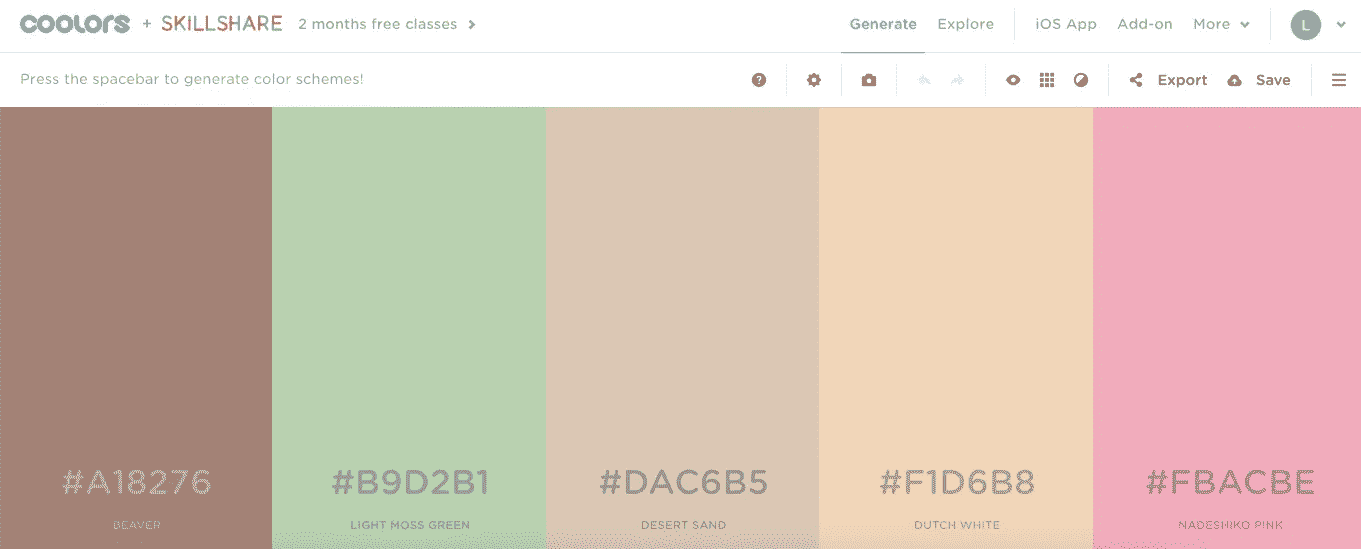 coolors + SKILLSHARE 2 months free classes
Generate Explore iOS App Add-on More L
Press the spacebar to generate color schemes!
? Export Save
#A18276 #B9D2B1 #DAC6B5 #F1D6B8 #FBACBE
BEAVER LIGHT MOSS GREEN DESERT SAND DUTCH WHITE NADESHIKO PINK